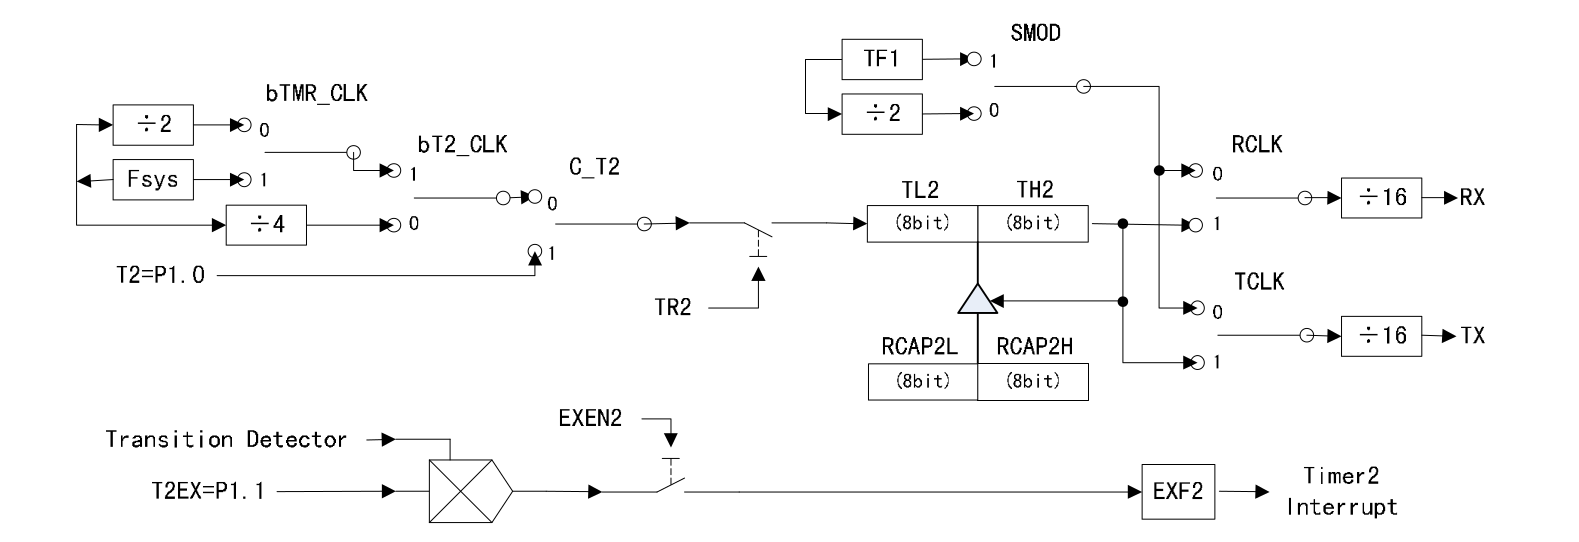 SMOD
TF1
1
÷2
0
bTMR_CLK
÷2
0
bT2_CLK
Fsys
1
1
÷4
0
C_T2
0
1
T2=P1.0
TR2
TL2
TH2
(8bit)
(8bit)
RCAP2L
RCAP2H
(8bit)
(8bit)
RCLK
0
1
÷16
RX
TCLK
0
1
÷16
TX
EXEN2
Transition Detector
T2EX=P1.1
EXF2
Timer2
Interrupt